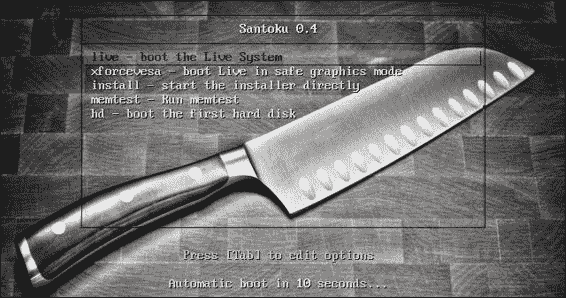 Santoku 0.4
live - boot the Live System
xforcevesa - boot Live in safe graphics mode
install - start the installer directly
memtest - Run memtest
hd - boot the first hard disk
Press [Tab] to edit options
Automatic boot in 10 seconds...